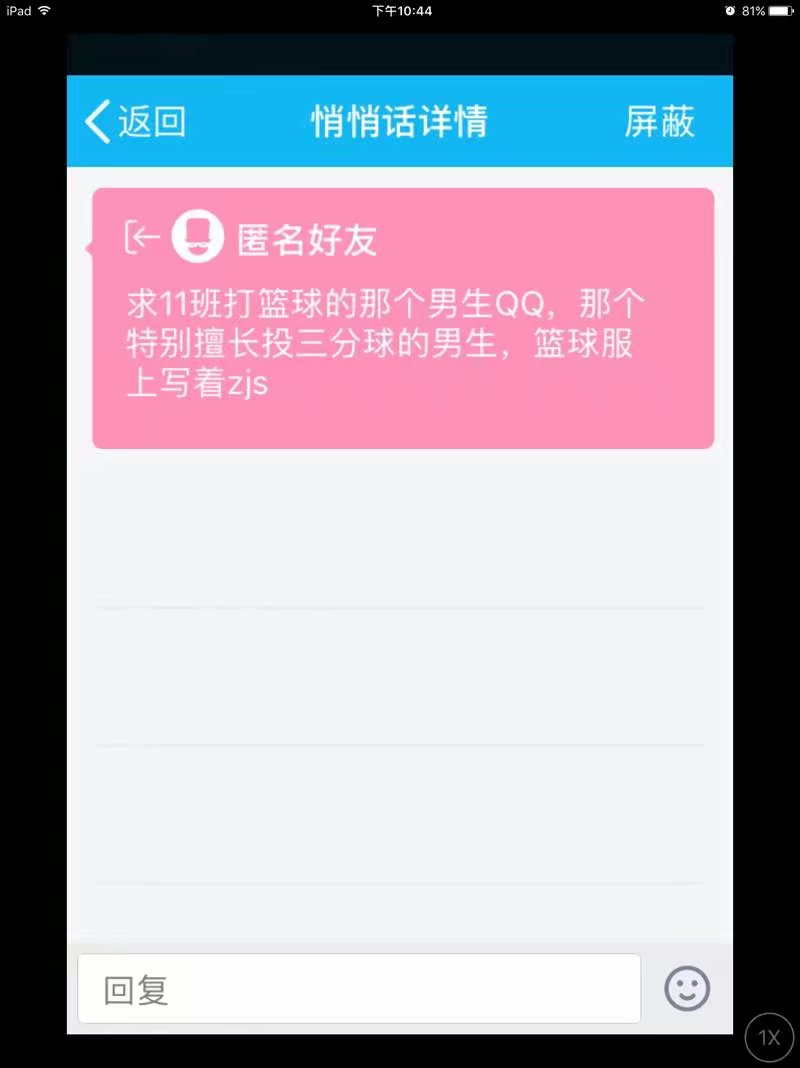 iPad 下午10:44 81%
返回 悄悄话详情 屏蔽
匿名好友
求11班打篮球的那个男生QQ，那个
特别擅长投三分球的男生，篮球服
上写着zjs
回复
1X